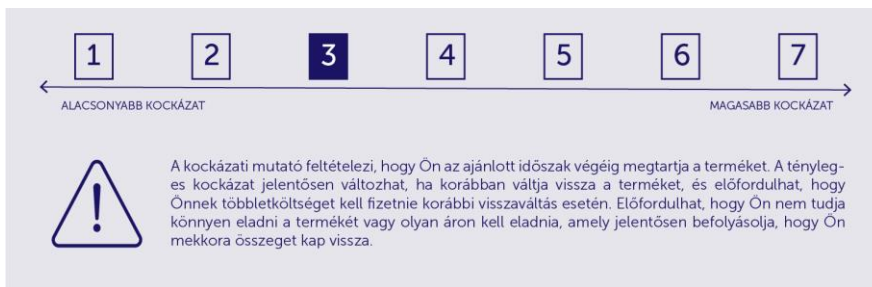 1 2 3 4 5 6 7
ALACSONYABB KOCKÁZAT MAGASABB KOCKÁZAT
A kockázati mutató feltételezi, hogy Ön az ajánlott időszak végéig megtartja a terméket. A tényleg-
es kockázat jelentősen változhat, ha korábban váltja vissza a terméket, és előfordulhat, hogy
Önnek többletköltséget kell fizetnie korábbi visszaváltás esetén. Előfordulhat, hogy Ön nem tudja
könnyen eladni a termékét vagy olyan áron kell eladnia, amely jelentősen befolyásolja, hogy Ön
mekkora összeget kap vissza.